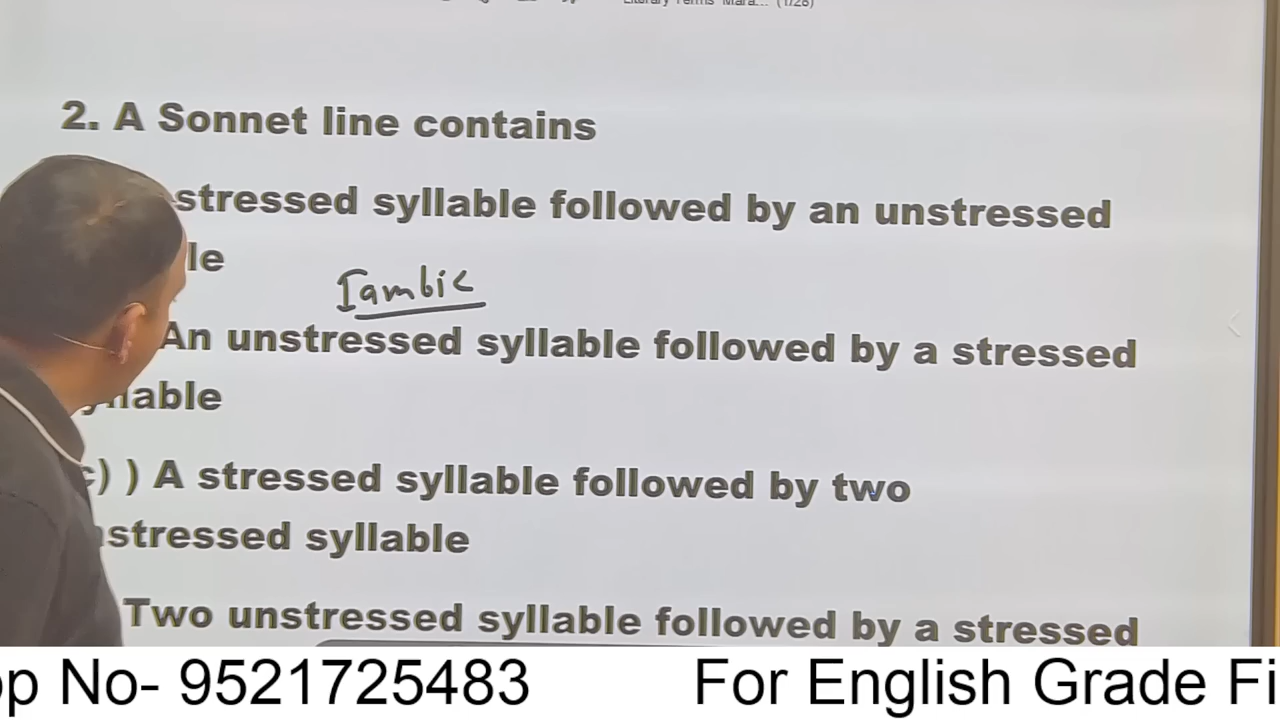 Literary Terms Mara... (1/28)
2. A Sonnet line contains
stressed syllable followed by an unstressed
le
Iambic
An unstressed syllable followed by a stressed
yllable
c) ) A stressed syllable followed by two
nstressed syllable
Two unstressed syllable followed by a stressed
pp No- 9521725483 For English Grade Fi